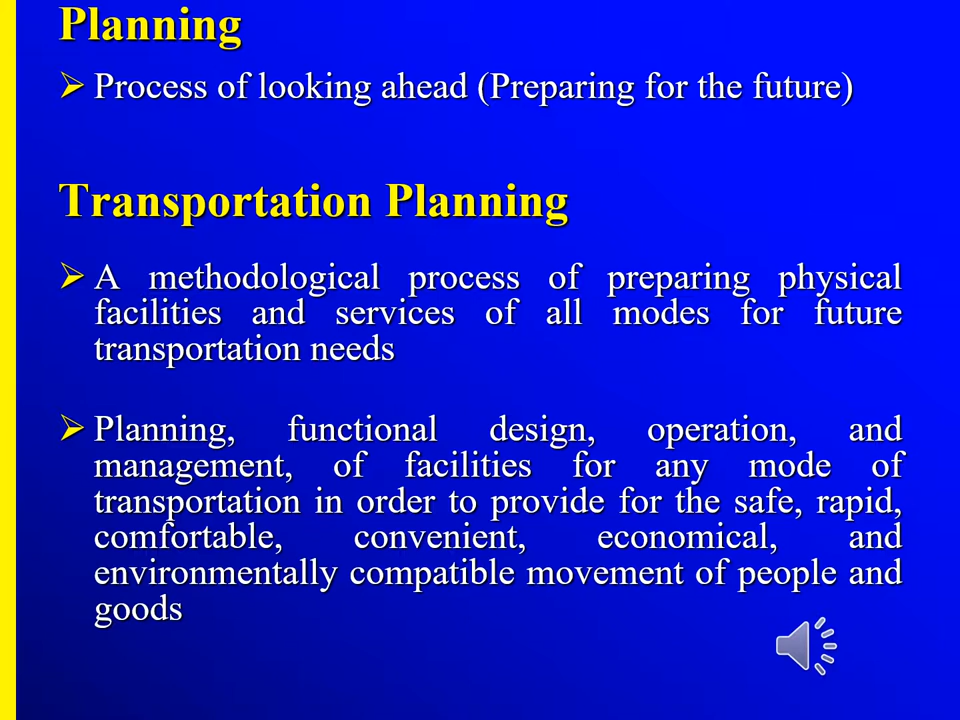 Planning
Process of looking ahead (Preparing for the future)
Transportation Planning
A methodological process of preparing physical
facilities and services of all modes for future
transportation needs
Planning, functional design, operation, and
management, of facilities for any mode of
transportation in order to provide for the safe, rapid,
comfortable, convenient, economical, and
environmentally compatible movement of people and
goods